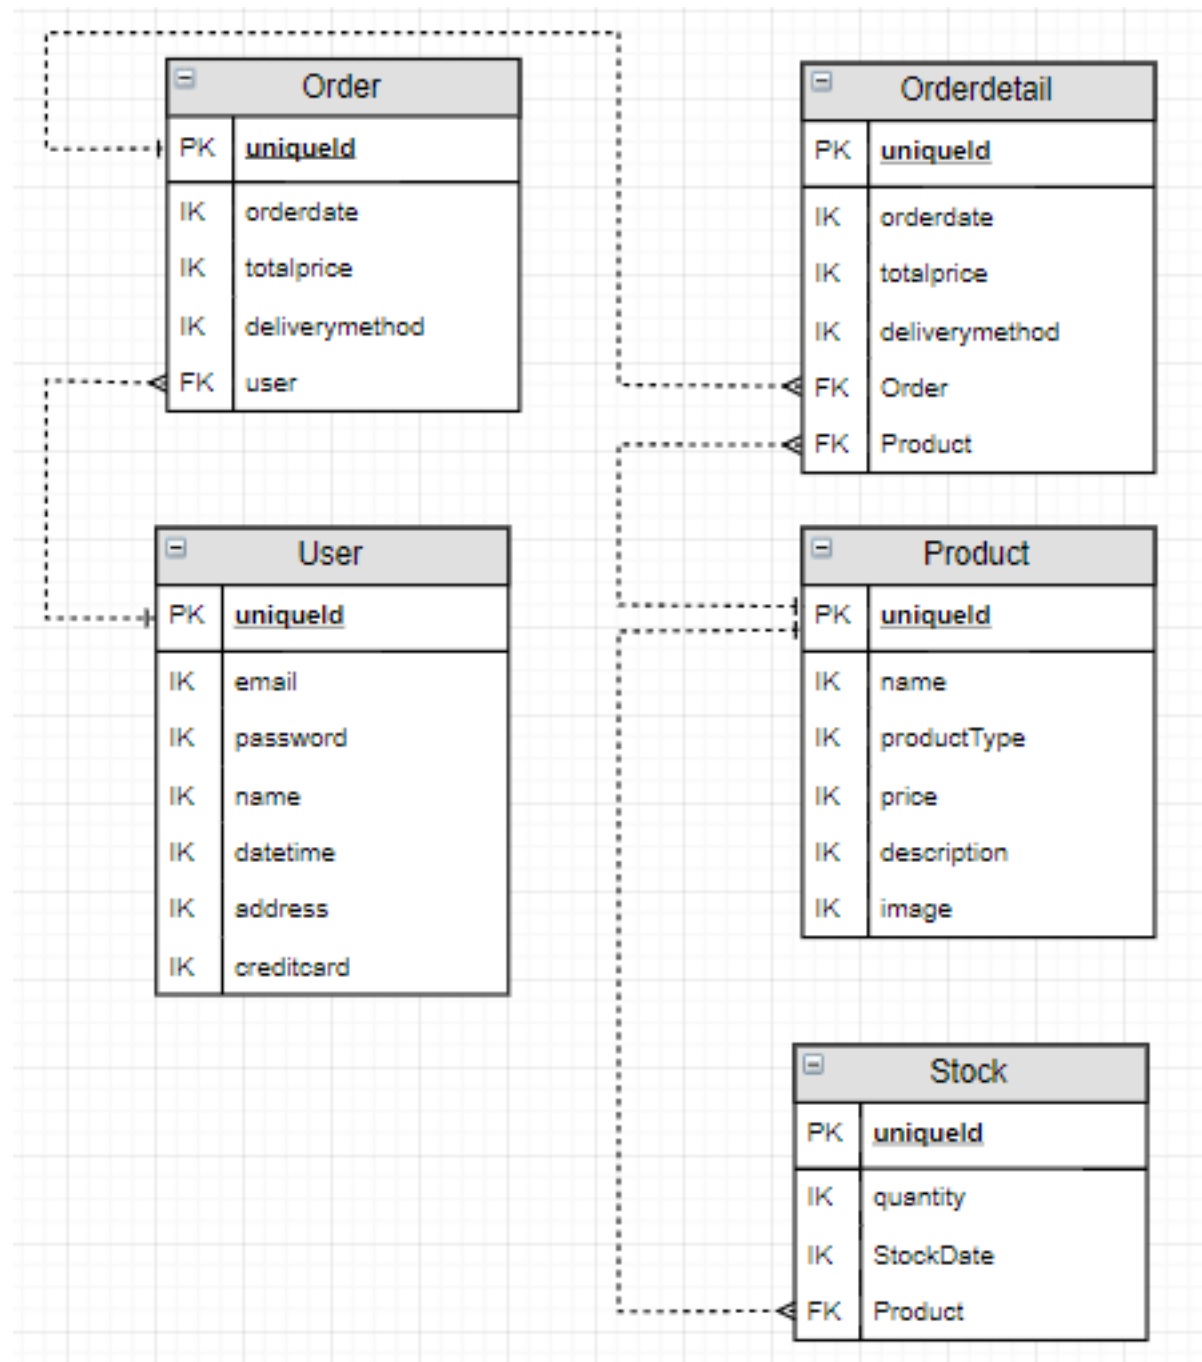 Order
PK uniqueId
IK orderdate
IK totalprice
IK deliverymethod
FK user
Orderdetail
PK uniqueId
IK orderdate
IK totalprice
IK deliverymethod
FK Order
FK Product
User
PK uniqueId
IK email
IK password
IK name
IK datetime
IK address
IK creditcard
Product
PK uniqueId
IK name
IK productType
IK price
IK description
IK image
Stock
PK uniqueId
IK quantity
IK StockDate
FK Product